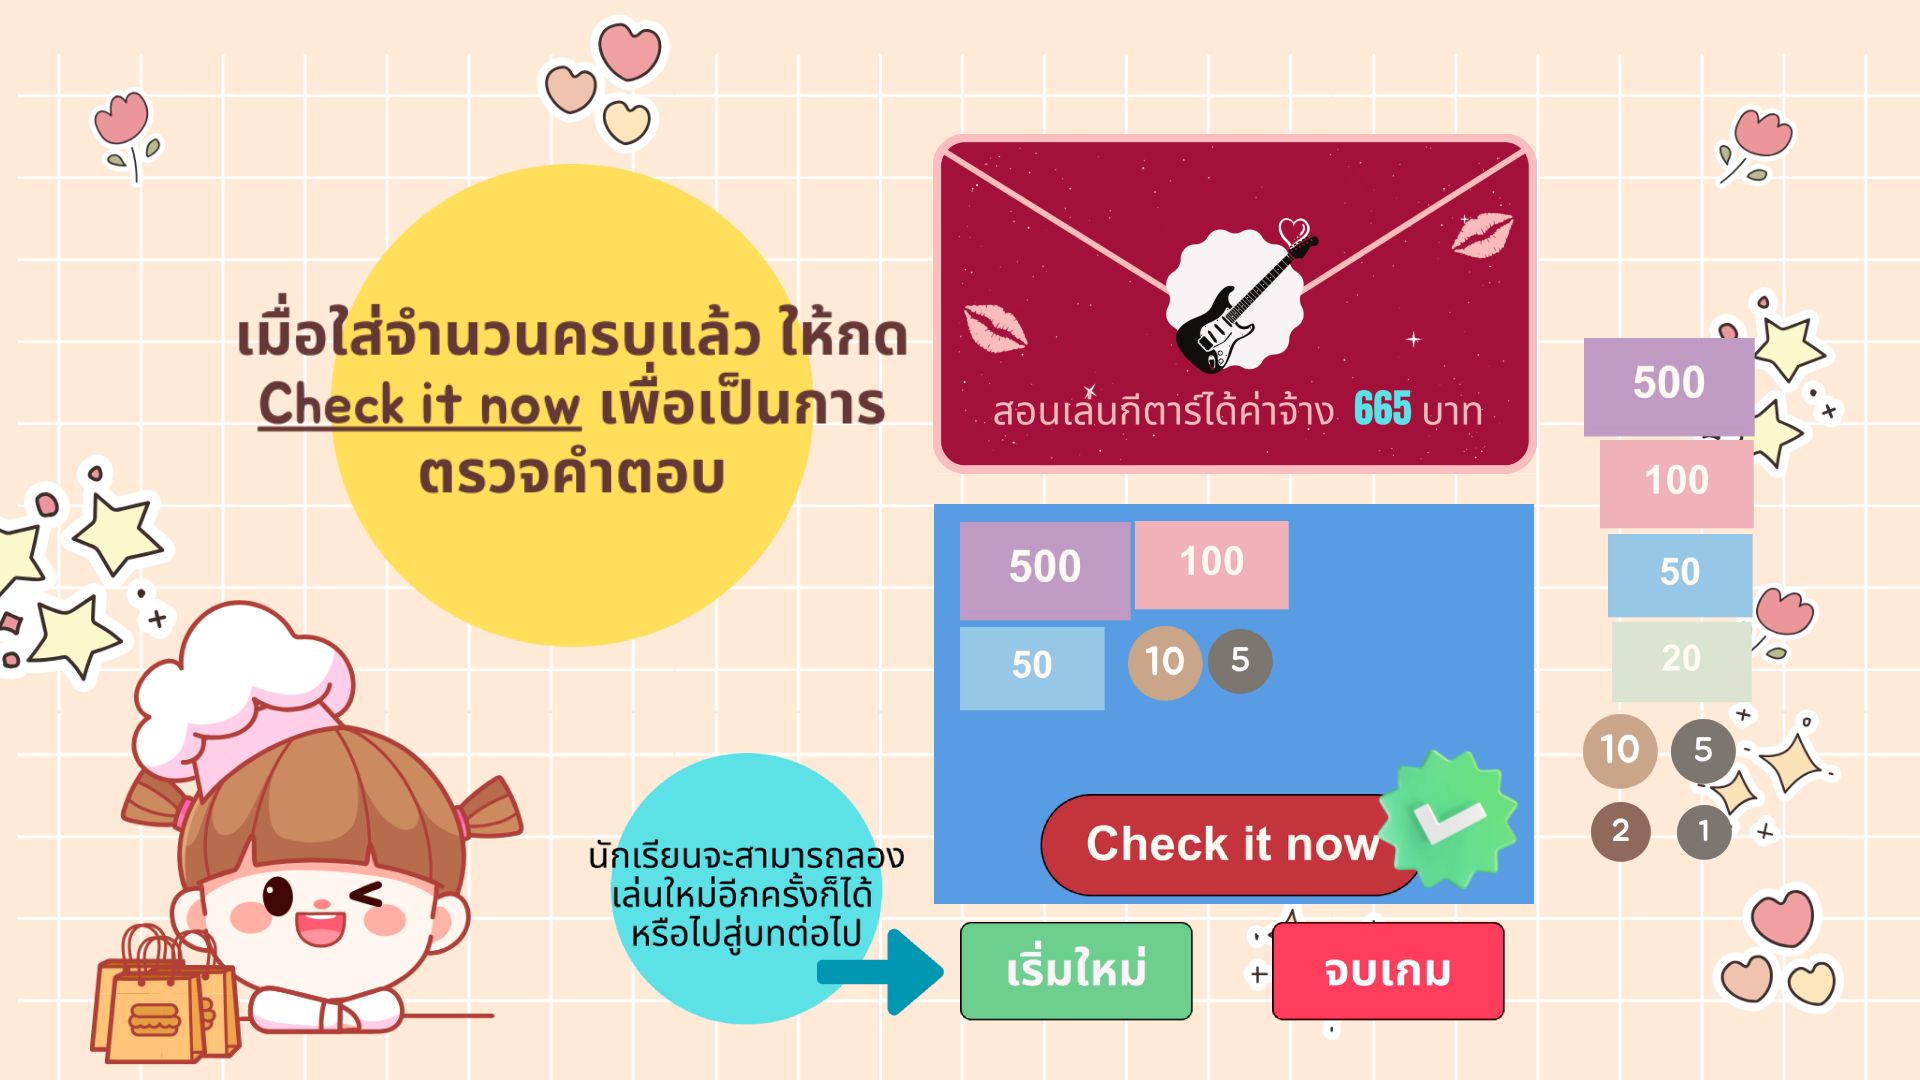 เมื่อใส่จำนวนครบแล้ว ให้กด
Check it now เพื่อเป็นการ
ตรวจคำตอบ
สอนเล่นกีตาร์ได้ค่าจ้าง 665 บาท
500
100
50
10
5
Check it now
500
100
50
20
10
5
2
1
นักเรียนจะสามารถลอง
เล่นใหม่อีกครั้งก็ได้
หรือไปสู่บทต่อไป
เริ่มใหม่
จบเกม